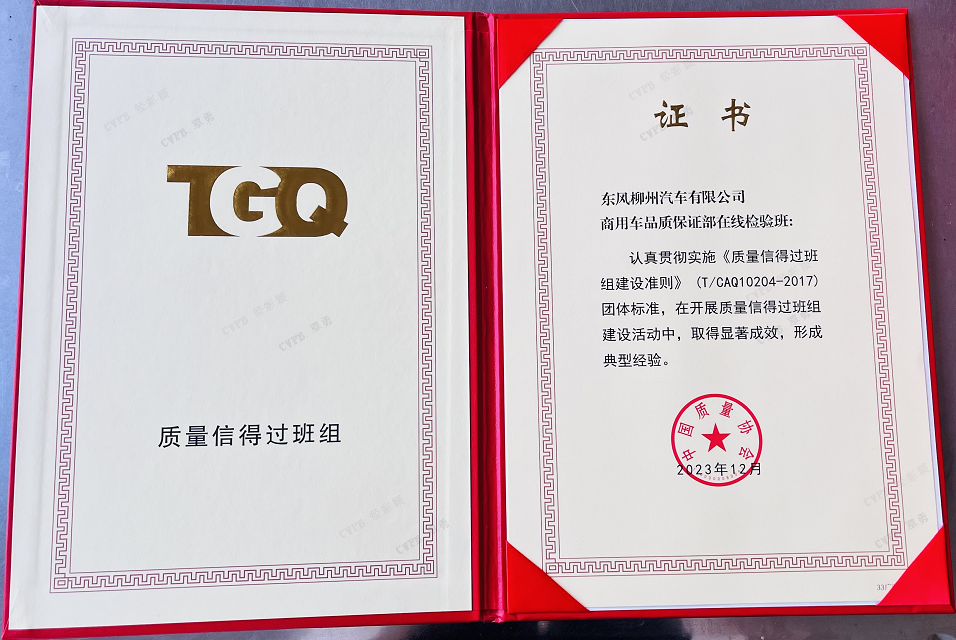 TGQ
质量信得过班组
证 书
东风柳州汽车有限公司
商用车品质保证部在线检验班:
认真贯彻实施《质量信得过班
组建设准则》(T/CAQ10204-2017)
团体标准，在开展质量信得过班组
建设活动中，取得显著成效，形成
典型经验。
中国质量协会
2023年12月